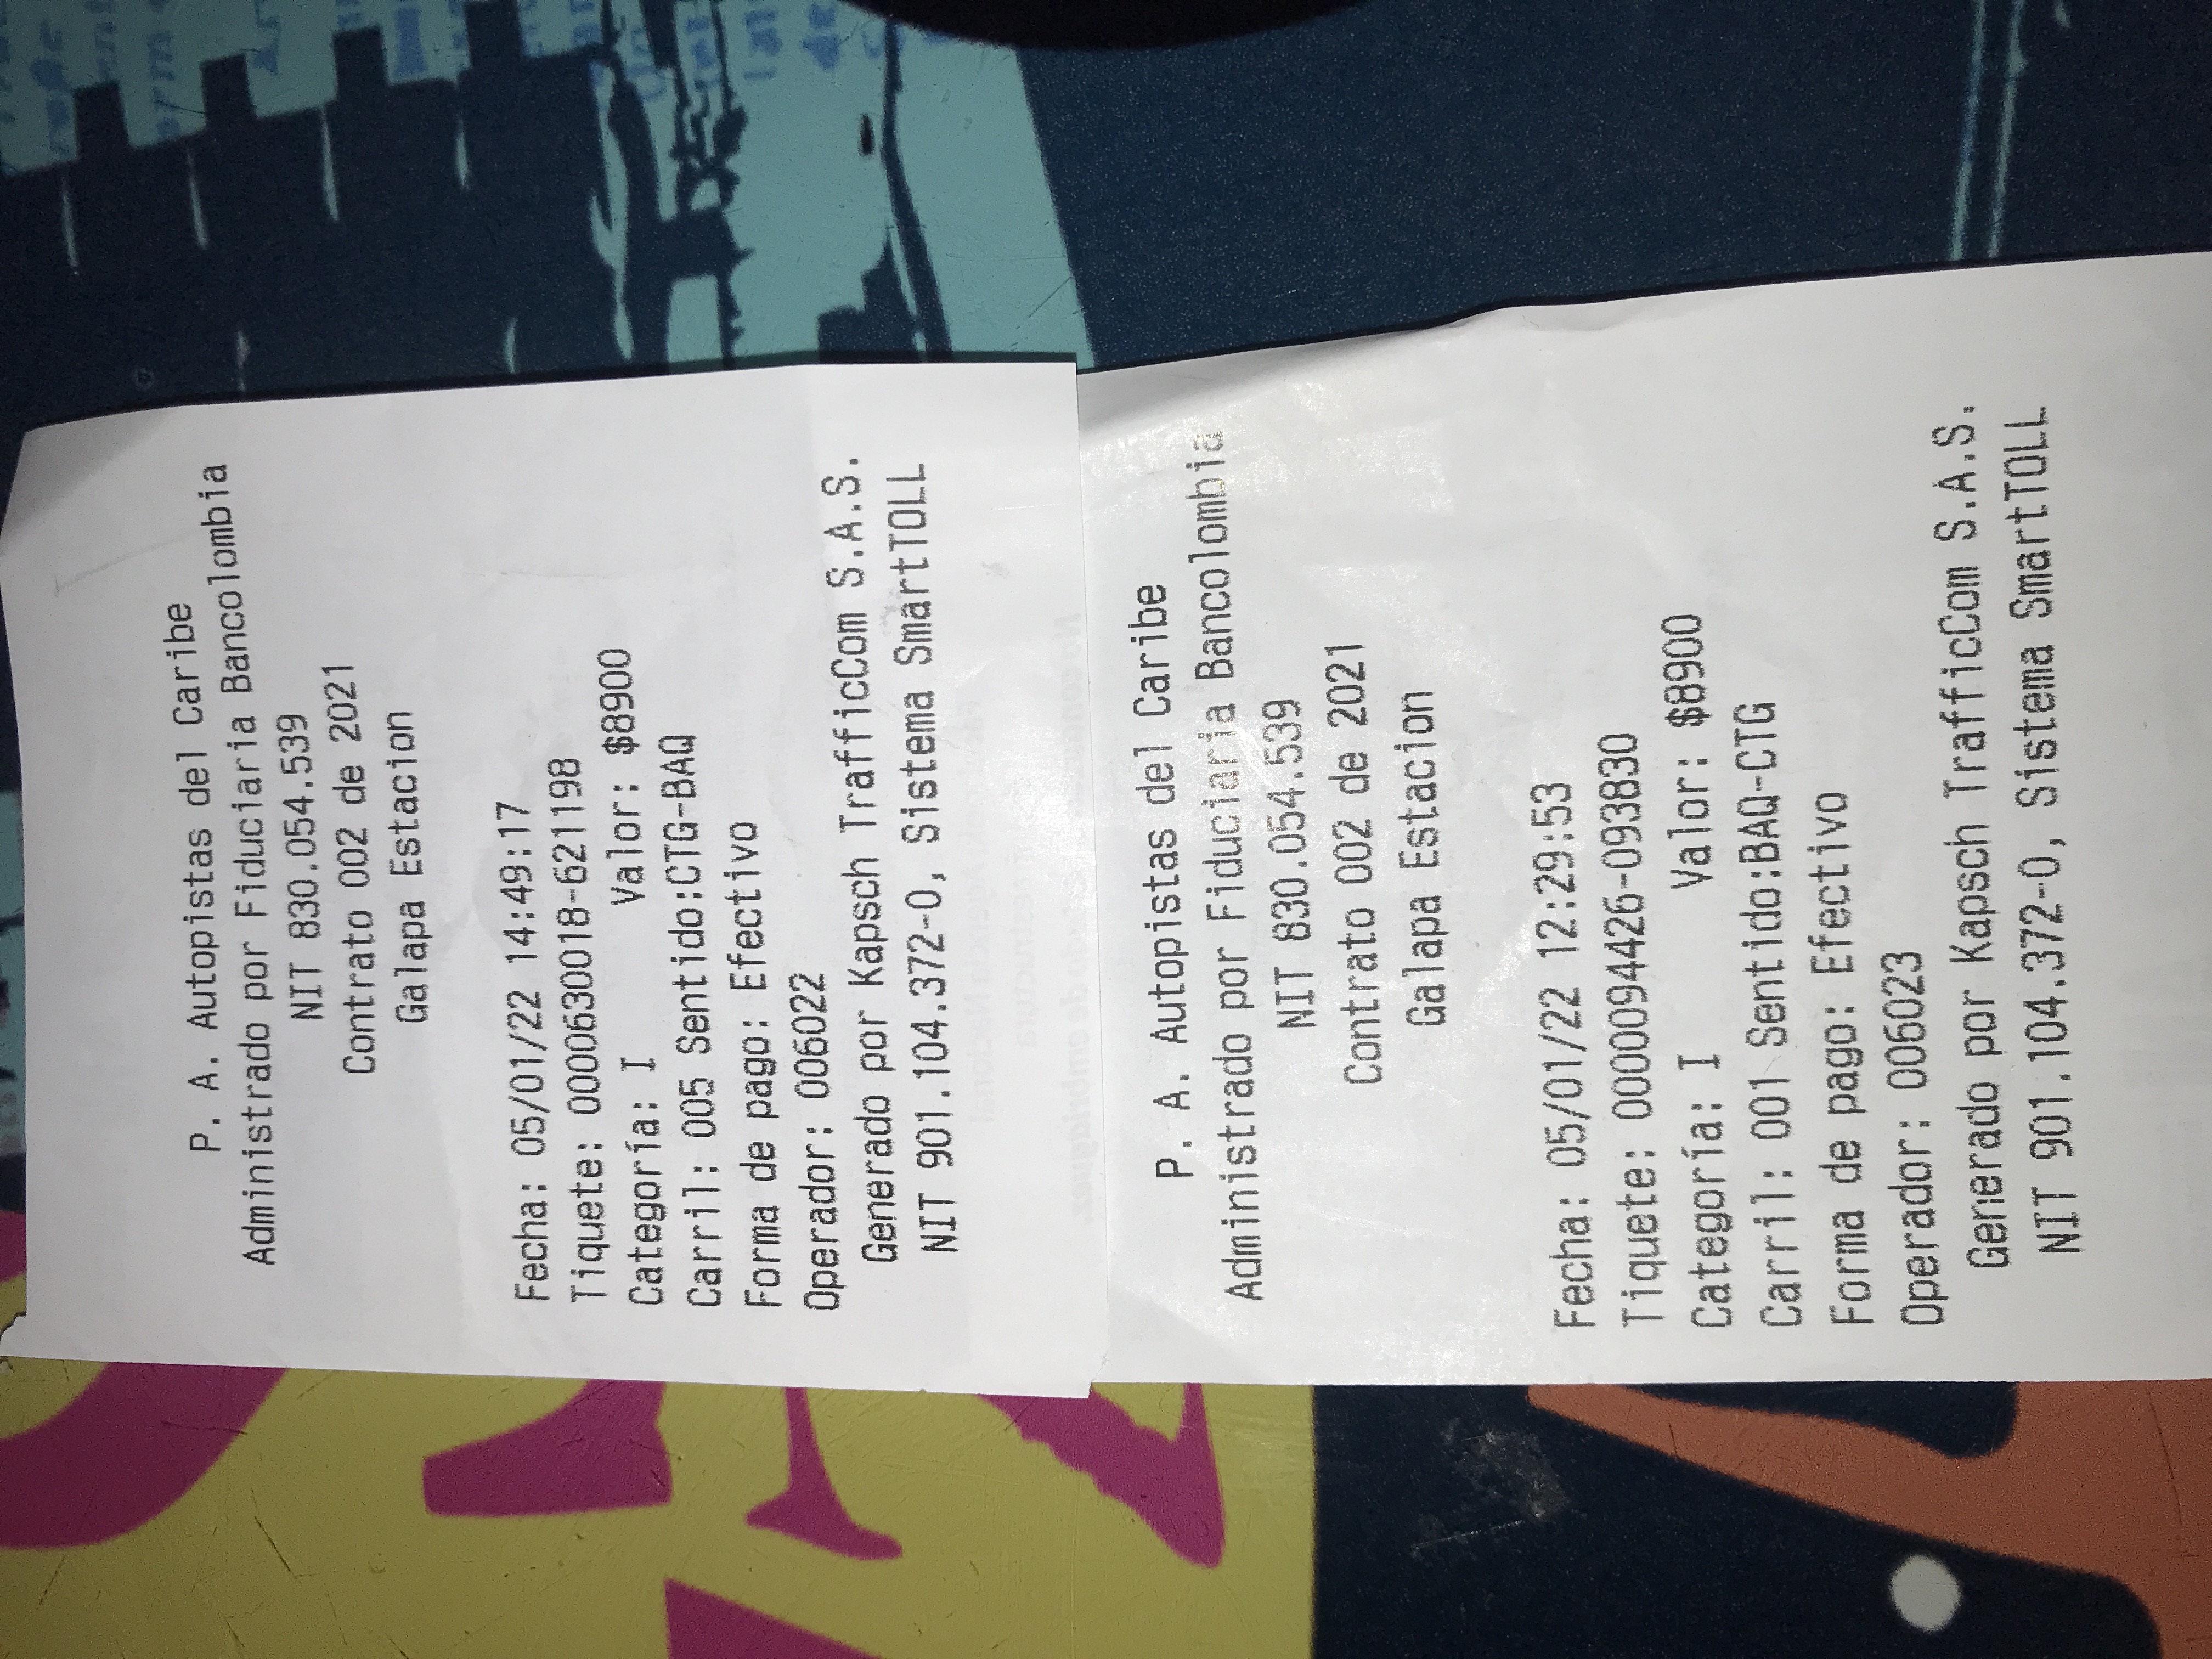 P. A. Autopistas del Caribe
Administrado por Fiduciaria Bancolombia
NIT 830.054.539
Contrato 002 de 2021
Galapa Estacion
Fecha: 05/01/22 14:49:17
Tiquete: 0000630018-621198
Categoría: I Valor: $8900
Carril: 005 Sentido:CTG-BAQ
Forma de pago: Efectivo
Operador: 006022
Generado por Kapsch TrafficCom S.A.S.
NIT 901.104.372-0, Sistema SmartTOLL
P. A. Autopistas del Caribe
Administrado por Fiduciaria Bancolombia
NIT 830.054.539
Contrato 002 de 2021
Galapa Estacion
Fecha: 05/01/22 12:29:53
Tiquete: 0000094426-093830
Categoría: I Valor: $8900
Carril: 001 Sentido:BAQ-CTG
Forma de pago: Efectivo
Operador: 006023
Generado por Kapsch TrafficCom S.A.S.
NIT 901.104.372-0, Sistema SmartTOLL